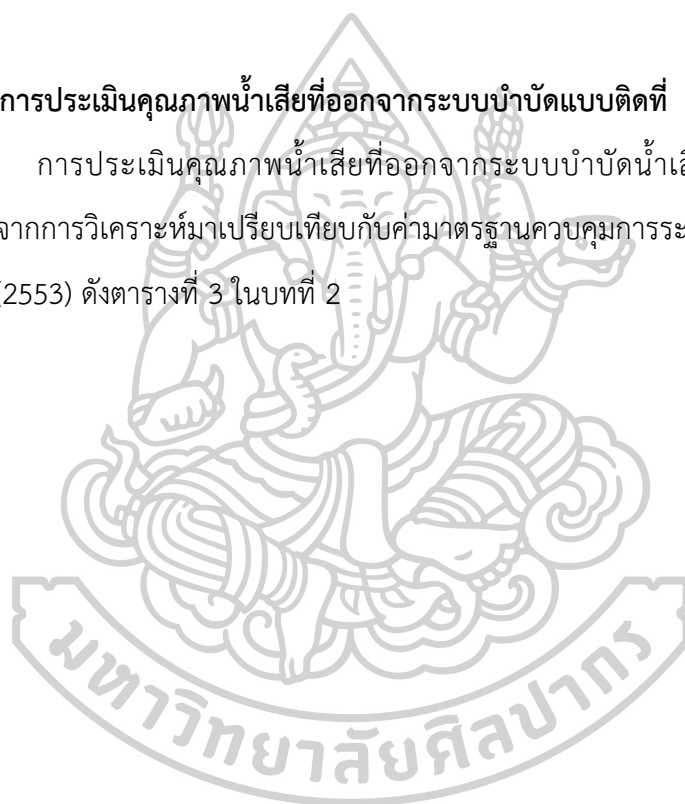 การประเมินคุณภาพน้ำเสียที่ออกจากระบบบำบัดแบบติดที่
การประเมินคุณภาพน้ำเสียที่ออกจากระบบบำบัดน้ำเสี
จากการวิเคราะห์มาเปรียบเทียบกับค่ามาตรฐานควบคุมการระ
(2553) ดังตารางที่ 3 ในบทที่ 2
มหาวิทยาลัยศิลปากร